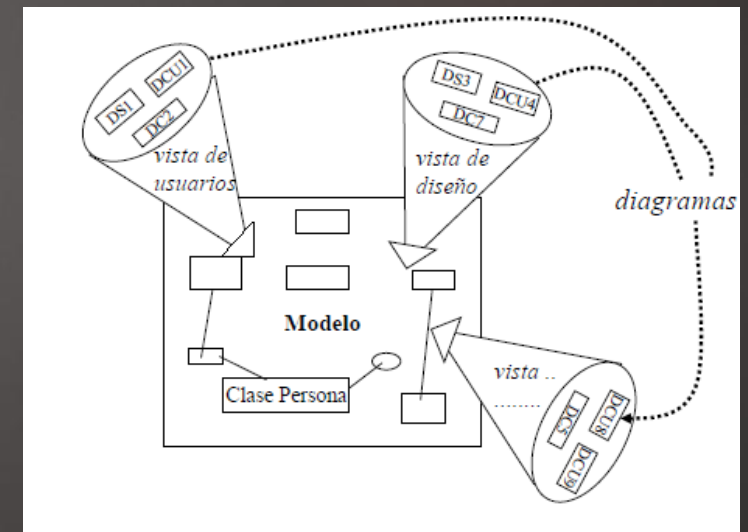 DS1
DCU1
DC2
vista de
usuarios
DS3
DCU4
DC7
vista de
diseño
diagramas
Modelo
Clase Persona
vista ..
........
DC5
DCU8
DCU9